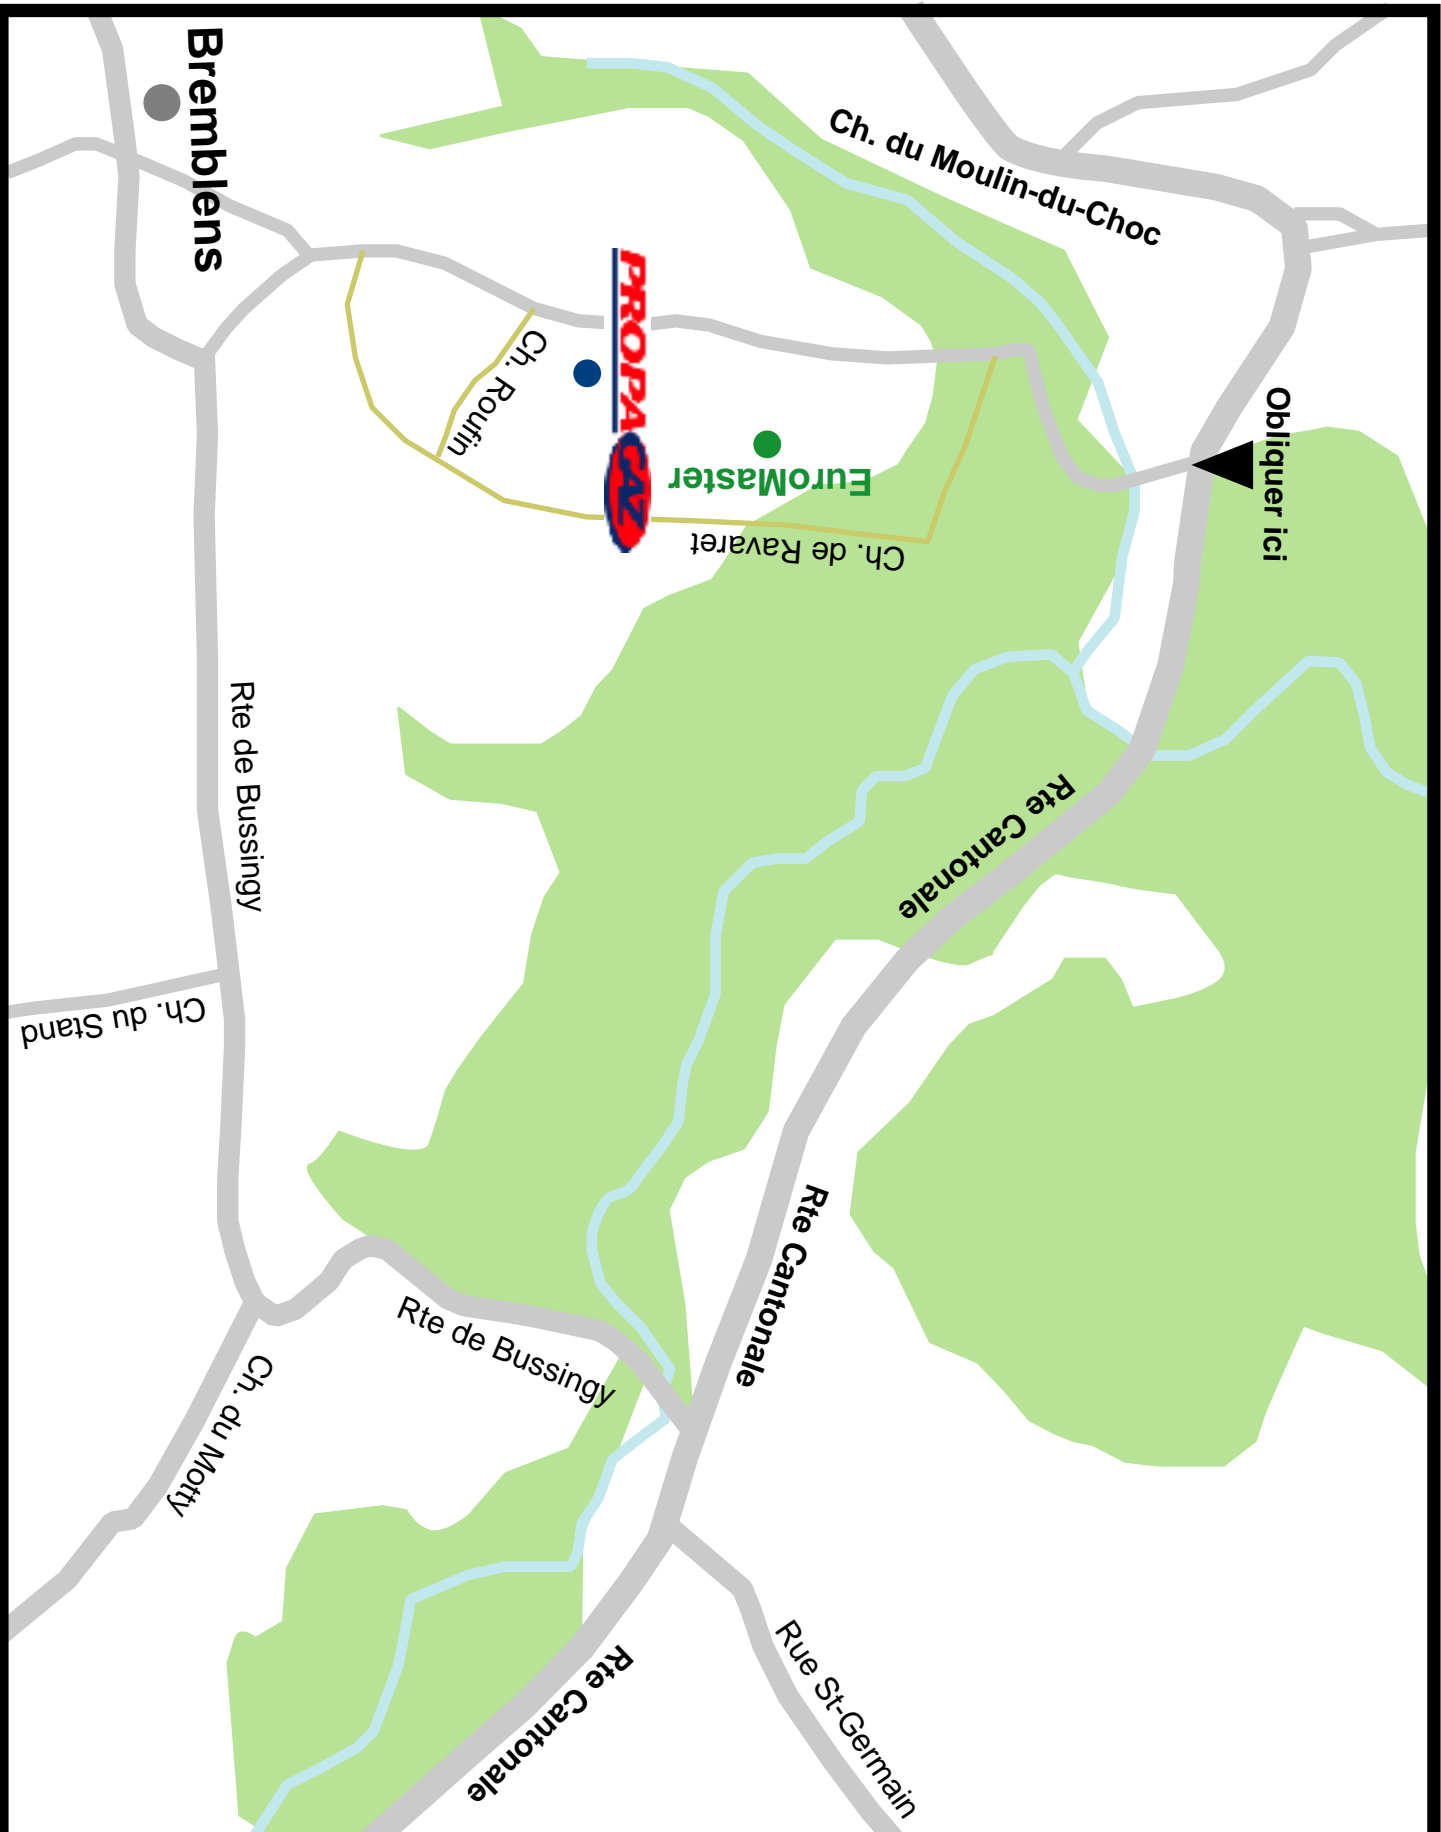 Bremblens
Ch. du Moulin-du-Choc
PROPAGAZ
Ch. Roufin
EuroMaster
Obliquer ici
Ch. de Ravaret
Rte de Bussingy
Rte Cantonale
Ch. du Stand
Rte Cantonale
Rte de Bussingy
Ch. du Motty
Rue St-Germain
Rte Cantonale